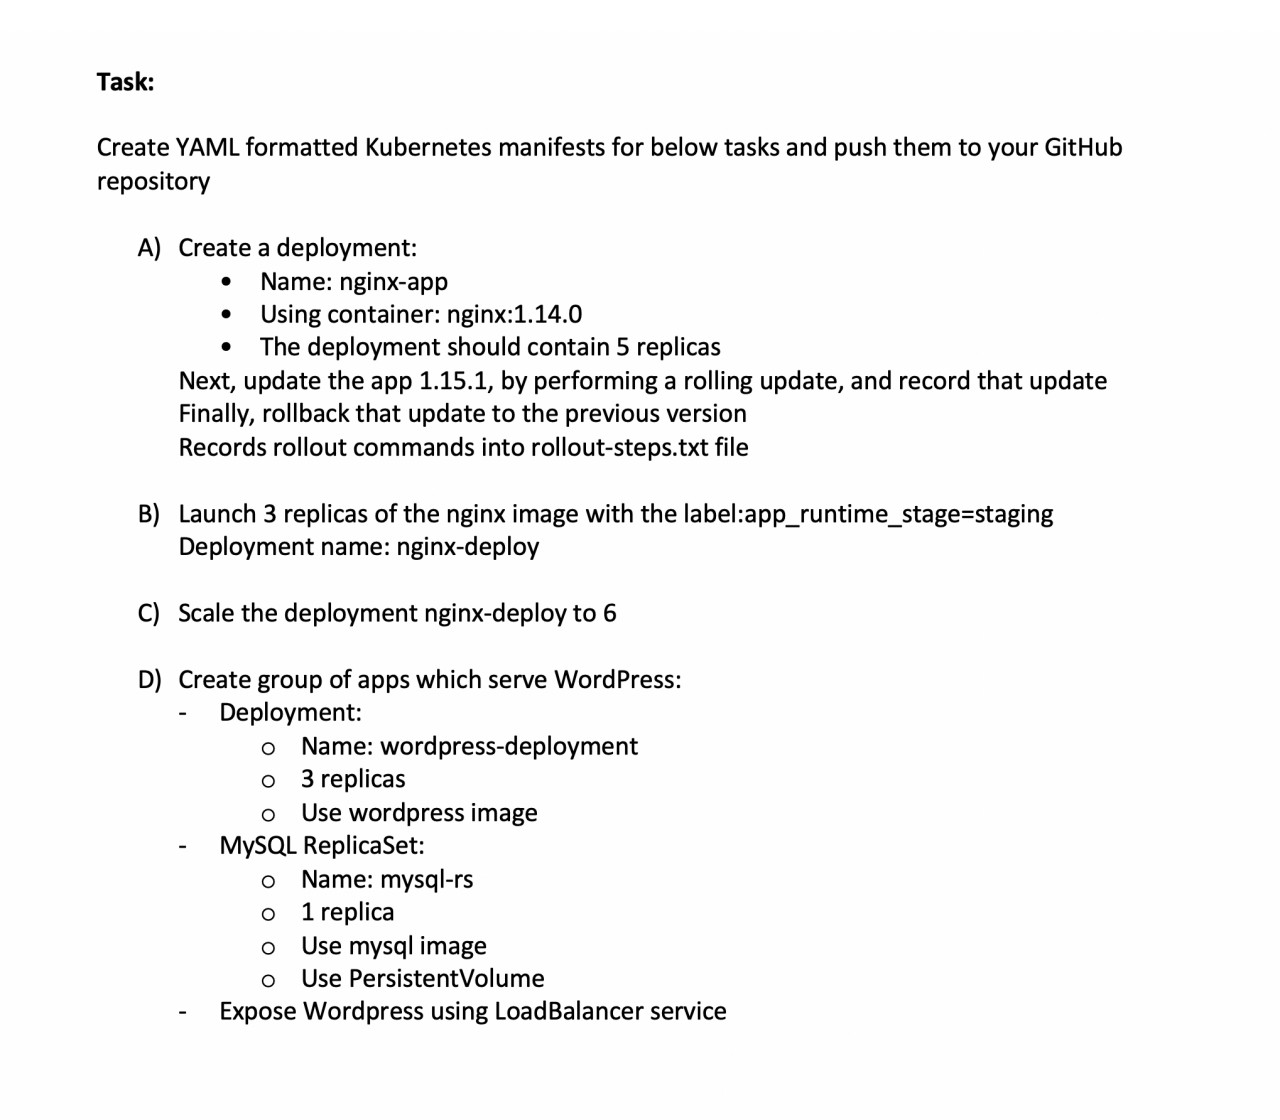 Task:
Create YAML formatted Kubernetes manifests for below tasks and push them to your GitHub
repository
A) Create a deployment:
• Name: nginx-app
• Using container: nginx:1.14.0
• The deployment should contain 5 replicas
Next, update the app 1.15.1, by performing a rolling update, and record that update
Finally, rollback that update to the previous version
Records rollout commands into rollout-steps.txt file
B) Launch 3 replicas of the nginx image with the label:app_runtime_stage=staging
Deployment name: nginx-deploy
C) Scale the deployment nginx-deploy to 6
D) Create group of apps which serve WordPress:
- Deployment:
o Name: wordpress-deployment
o 3 replicas
o Use wordpress image
- MySQL ReplicaSet:
o Name: mysql-rs
o 1 replica
o Use mysql image
o Use PersistentVolume
- Expose Wordpress using LoadBalancer service